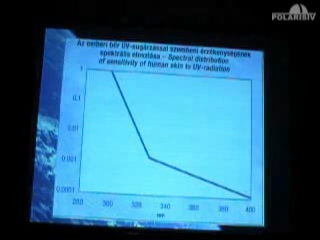 POLARISTV
Az emberi bőr UV-sugárzással szembeni érzékenységének
spektrális eloszlása – Spectral distribution
of sensitivity of human skin to UV-radiation
1
0.1
0.01
0.001
0.0001
280 300 320 340 360 380 400
nm